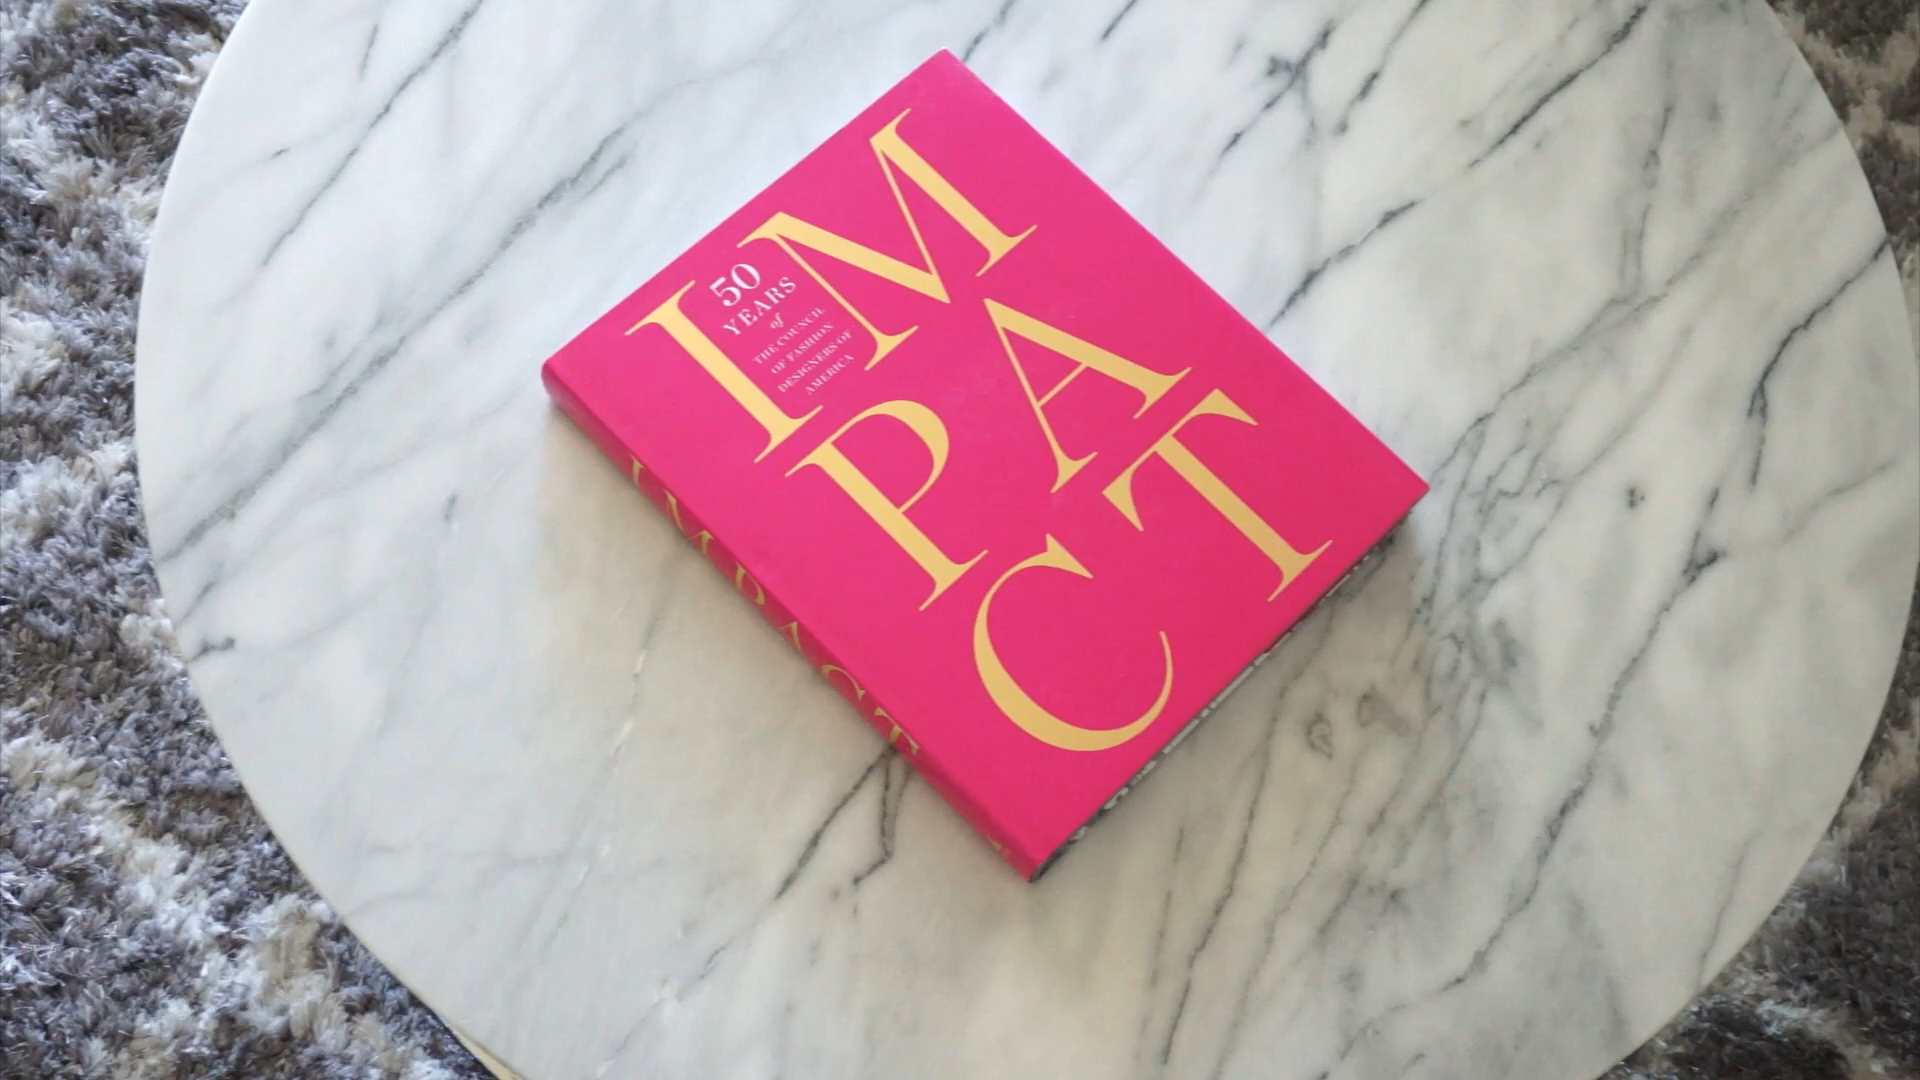 IM
50
YEARS
of
THE COUNCIL
OF FASHION
DESIGNERS OF
AMERICA
PA
CT
IMPACT